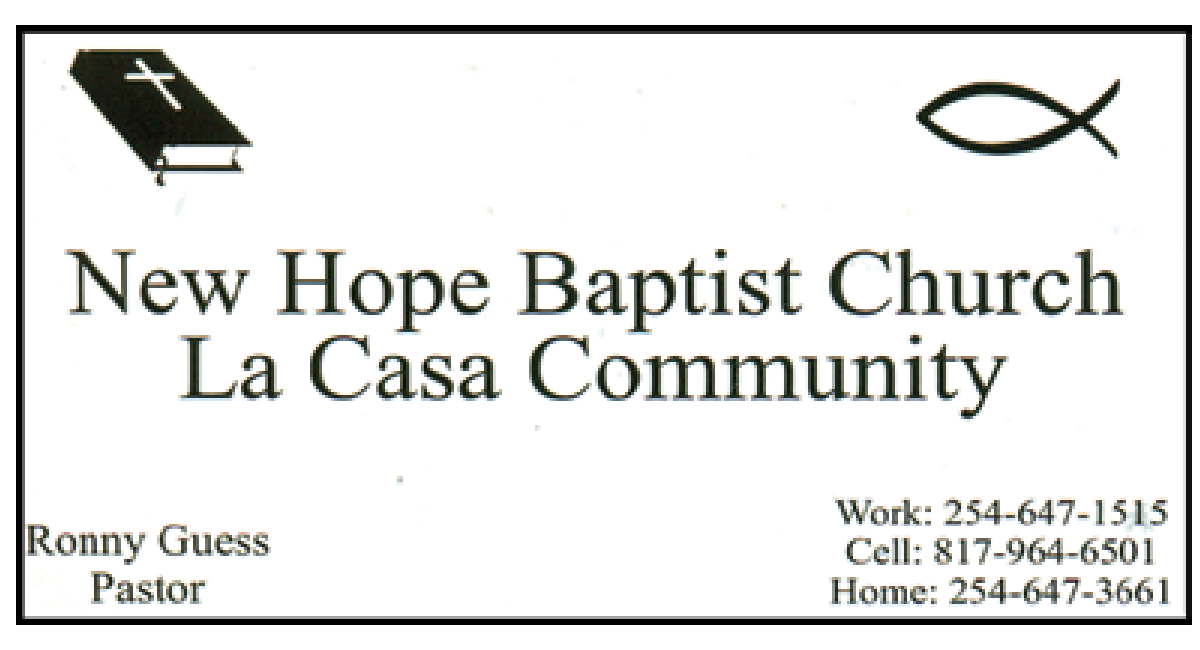 New Hope Baptist Church
La Casa Community
Ronny Guess
Pastor
Work: 254-647-1515
Cell: 817-964-6501
Home: 254-647-3661